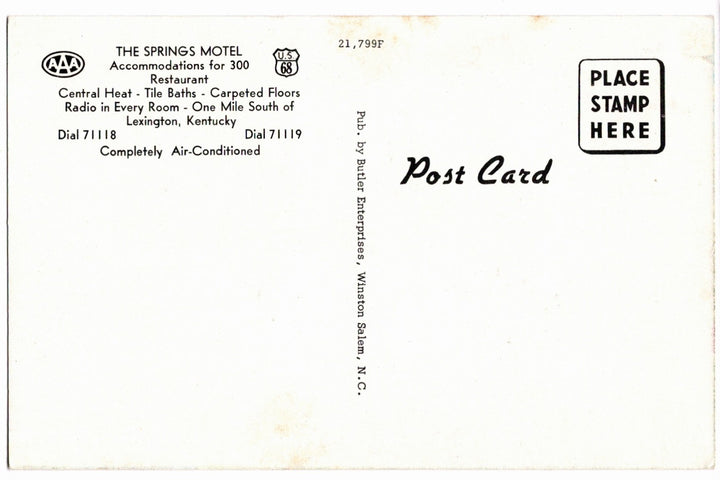 21,799F
AAA
THE SPRINGS MOTEL
U.S
68
Accommodations for 300
Restaurant
Central Heat - Tile Baths - Carpeted Floors
Radio in Every Room - One Mile South of
Lexington, Kentucky
Dial 71118 Dial 71119
Completely Air-Conditioned
Pub. by Butler Enterprises, Winston Salem, N.C.
Post Card
PLACE
STAMP
HERE